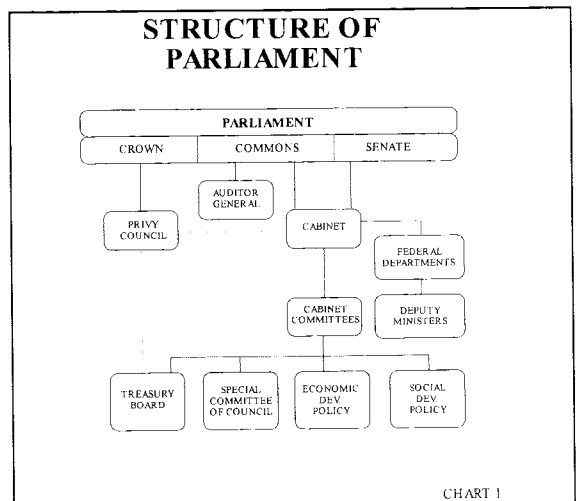 STRUCTURE OF
PARLIAMENT
PARLIAMENT
CROWN
COMMONS
SENATE
AUDITOR
GENERAL
PRIVY
COUNCIL
CABINET
FEDERAL
DEPARTMENTS
CABINET
COMMITTEES
DEPUTY
MINISTERS
TREASURY
BOARD
SPECIAL
COMMITTEE
OF COUNCIL
ECONOMIC
DEV.
POLICY
SOCIAL
DEV.
POLICY
CHART 1